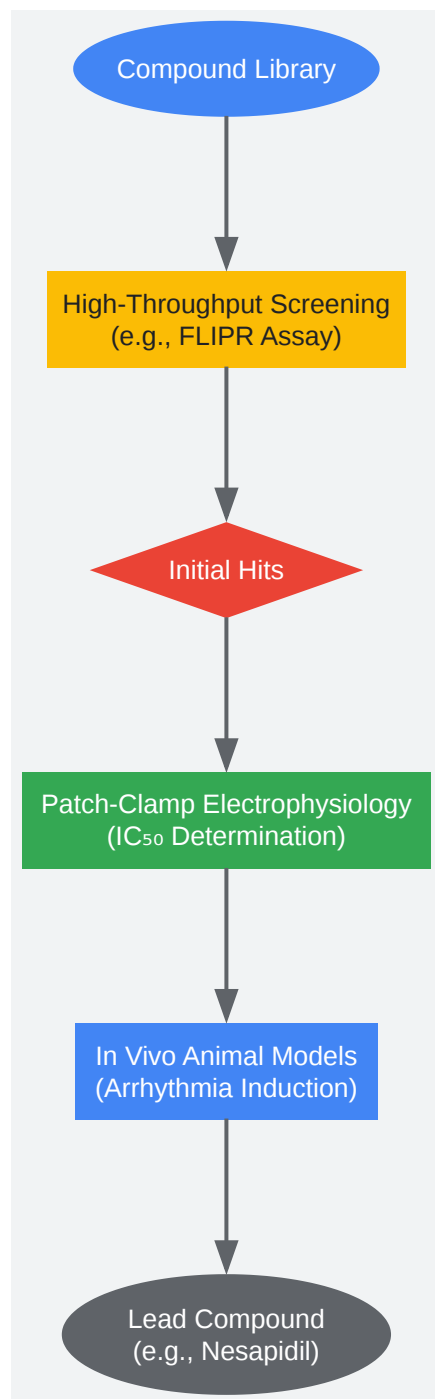 Compound Library
High-Throughput Screening
(e.g., FLIPR Assay)
Initial Hits
Patch-Clamp Electrophysiology
(IC₅₀ Determination)
In Vivo Animal Models
(Arrhythmia Induction)
Lead Compound
(e.g., Nesapidil)